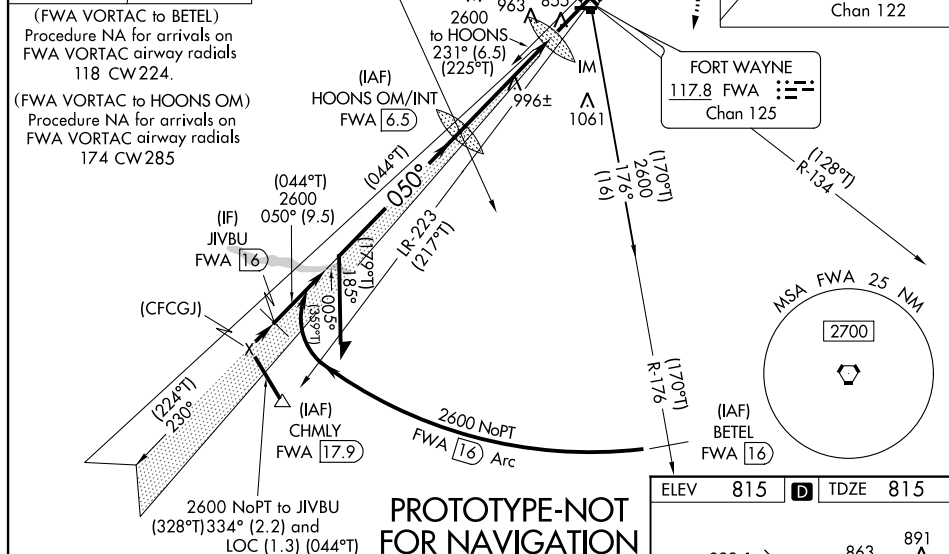 (FWA VORTAC to BETEL)
Procedure NA for arrivals on
FWA VORTAC airway radials
118 CW 224.
(FWA VORTAC to HOONS OM)
Procedure NA for arrivals on
FWA VORTAC airway radials
174 CW 285
2600
to HOONS
231° (6.5)
(225°T)
963
IM
996±
1061
Chan 122
FORT WAYNE
117.8 FWA
Chan 125
(IAF)
HOONS OM/INT
FWA 6.5
(044°T)
050°
(170°T)
2600
176°
(16)
(128°T)
R-134
(044°T)
2600
050° (9.5)
(IF)
JIVBU
FWA 16
LR-223
(217°T)
(179°T)
185°
005°
(359°T)
(CFCGJ)
(224°T)
230°
(IAF)
CHMLY
FWA 17.9
2600 NoPT
FWA 16 Arc
(170°T)
R-176
(IAF)
BETEL
FWA 16
MSA FWA 25 NM
2700
2600 NoPT to JIVBU
(328°T) 334° (2.2) and
LOC (1.3) (044°T)
PROTOTYPE-NOT
FOR NAVIGATION
ELEV 815 D TDZE 815
891
863